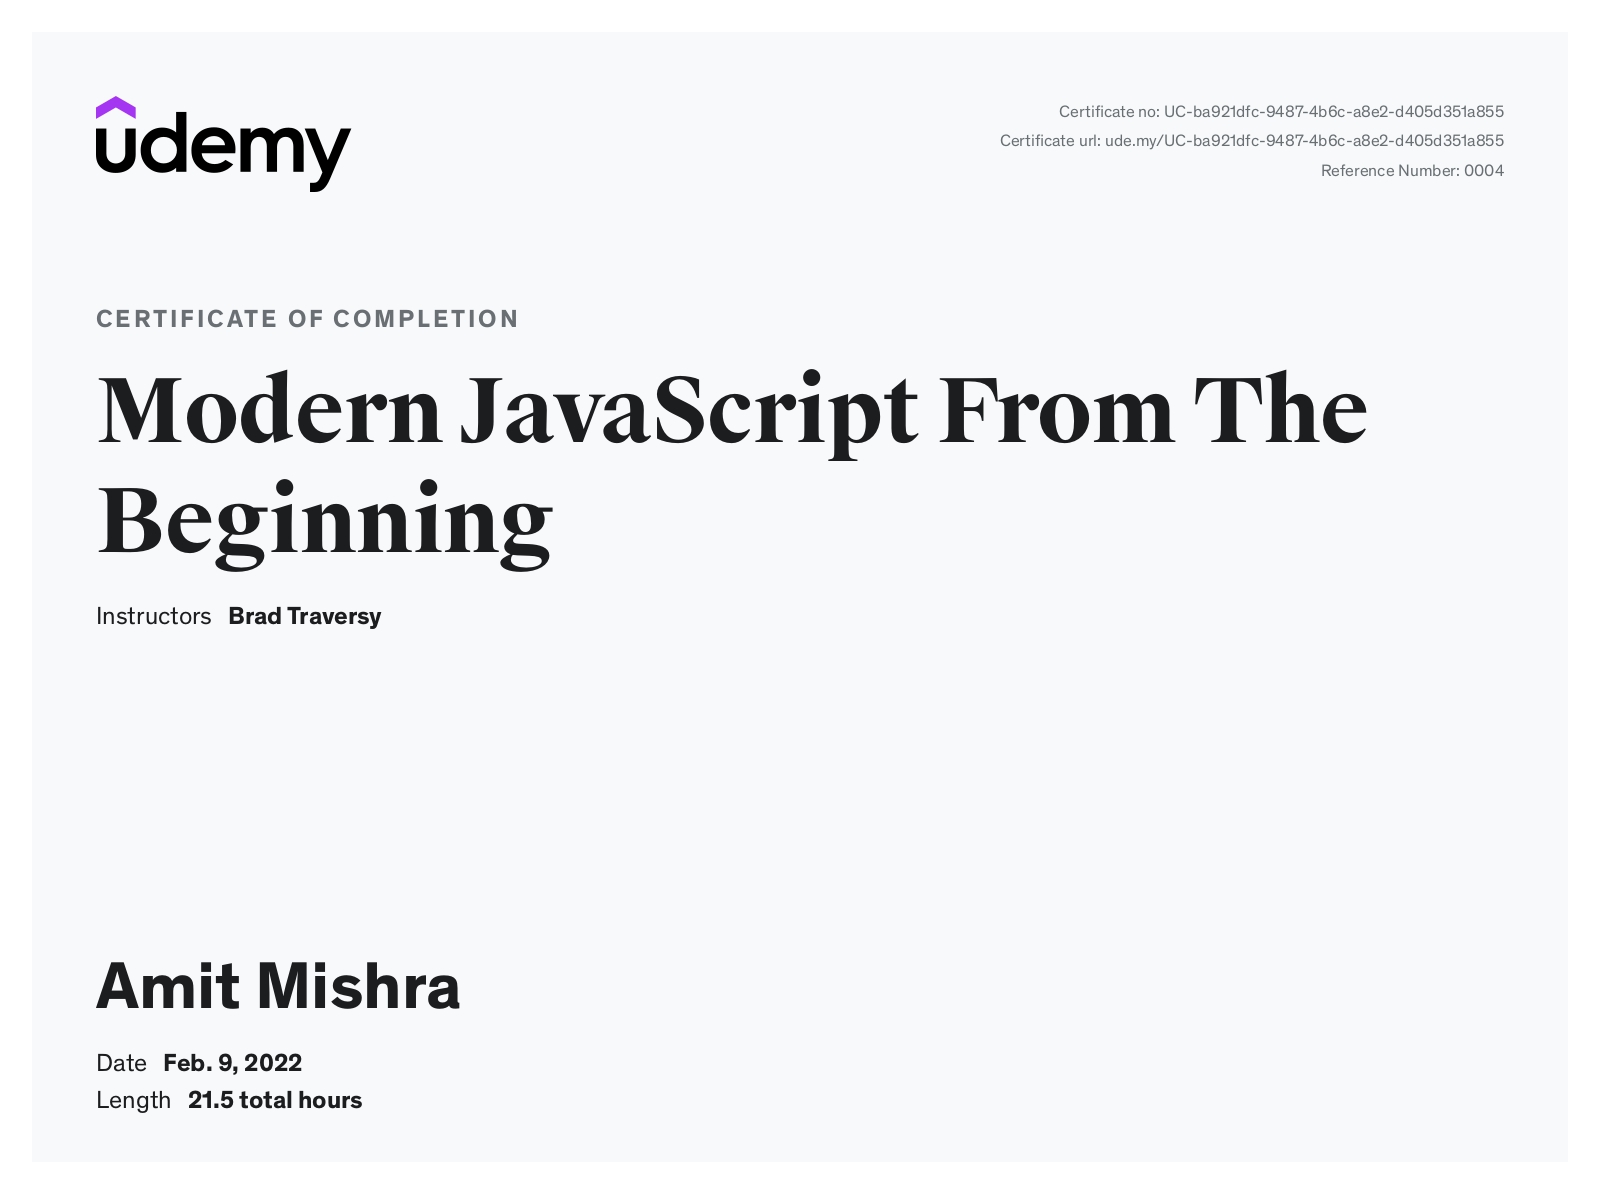 udemy
Certificate no: UC-ba921dfc-9487-4b6c-a8e2-d405d351a855
Certificate url: ude.my/UC-ba921dfc-9487-4b6c-a8e2-d405d351a855
Reference Number: 0004
CERTIFICATE OF COMPLETION
Modern JavaScript From The
Beginning
Instructors Brad Traversy
Amit Mishra
Date Feb. 9, 2022
Length 21.5 total hours